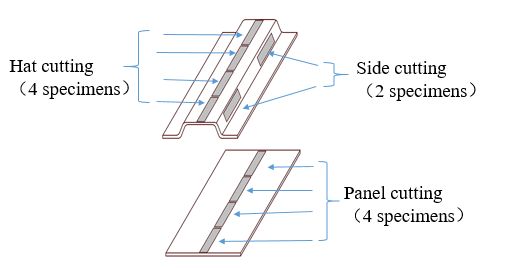 Hat cutting
（4 specimens）
Side cutting
（2 specimens）
Panel cutting
（4 specimens）